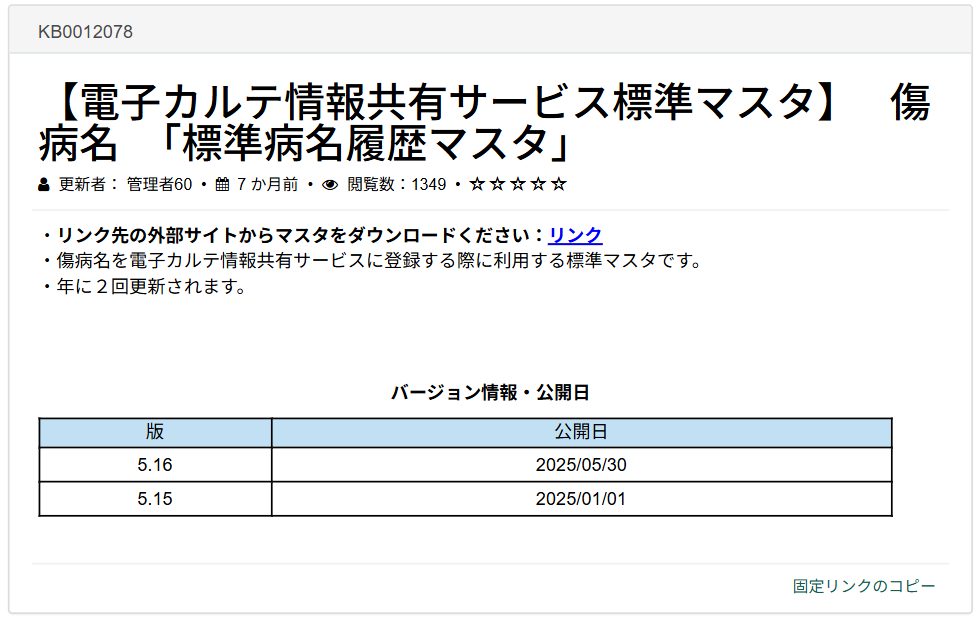 KB0012078
【電子カルテ情報共有サービス標準マスタ】　傷
病名　「標準病名履歴マスタ」
更新者： 管理者60 • 7 か月前 • 閲覧数：1349 • ☆☆☆☆☆
・リンク先の外部サイトからマスタをダウンロードください：リンク
・傷病名を電子カルテ情報共有サービスに登録する際に利用する標準マスタです。
・年に２回更新されます。
バージョン情報・公開日
版 公開日
5.16 2025/05/30
5.15 2025/01/01
固定リンクのコピー